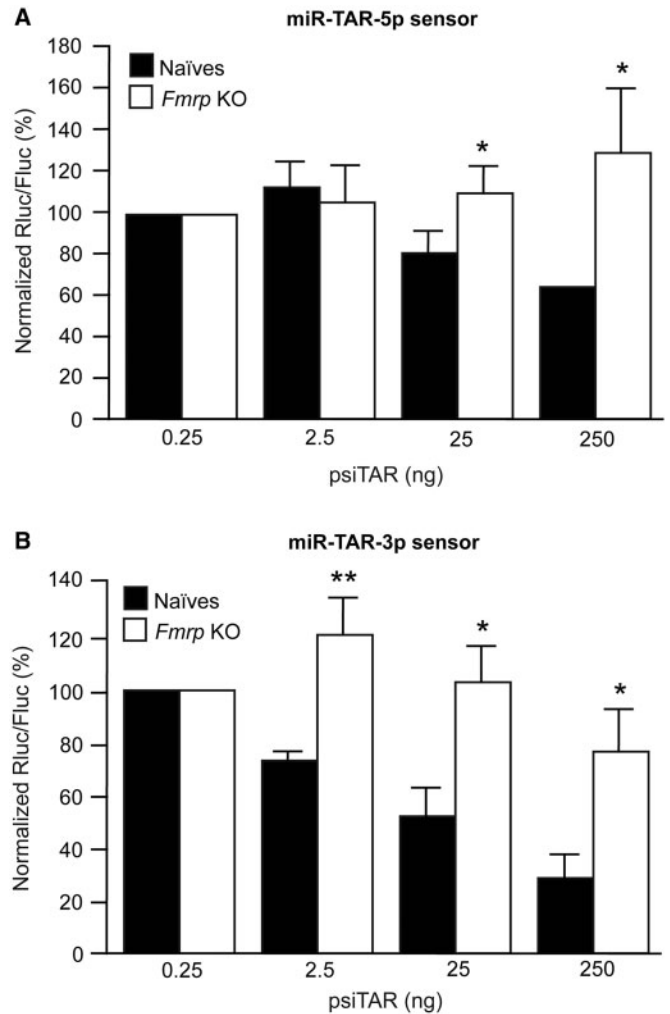 A
miR-TAR-5p sensor
Normalized Rluc/Fluc (%)
180
160
140
120
100
80
60
40
20
0
Naïves
Fmrp KO
*
*
0.25 2.5 25 250
psiTAR (ng)
B
miR-TAR-3p sensor
Normalized Rluc/Fluc (%)
140
120
100
80
60
40
20
0
Naïves
Fmrp KO
**
*
*
0.25 2.5 25 250
psiTAR (ng)